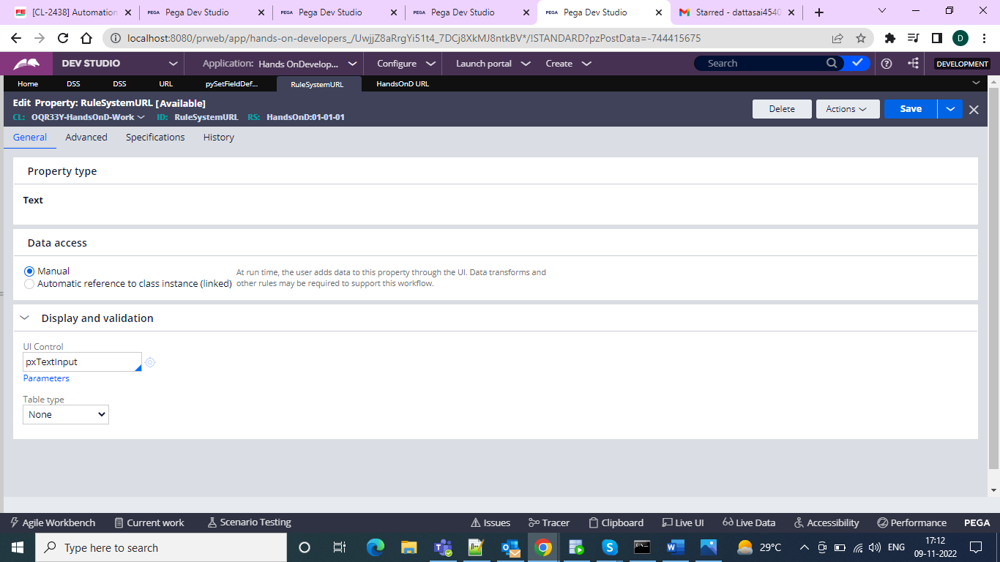 [CL-2438] Automation
PEGA Pega Dev Studio
PEGA Pega Dev Studio
PEGA Pega Dev Studio
PEGA Pega Dev Studio
Starred - dattasai4540
localhost:8080/prweb/app/hands-on-developers_/UwjjZ8aRrgYi51t4_7DCj8XkMJ8ntkBV*/!STANDARD?pzPostData=-744415675
D
DEV STUDIO
Application: Hands OnDevelop...
Configure
Launch portal
Create
Search
DEVELOPMENT
Home
DSS
DSS
URL
pySetFieldDef...
RuleSystemURL
HandsOnD URL
Edit Property: RuleSystemURL [Available]
CL: OQR33Y-HandsOnD-Work ID: RuleSystemURL RS: HandsOnD:01-01-01
Delete
Actions
Save
General
Advanced
Specifications
History
Property type
Text
Data access
Manual
Automatic reference to class instance (linked)
At run time, the user adds data to this property through the UI. Data transforms and
other rules may be required to support this workflow.
Display and validation
UI Control
pxTextInput
Parameters
Table type
None
Agile Workbench
Current work
Scenario Testing
Issues
Tracer
Clipboard
Live UI
Live Data
Accessibility
Performance
PEGA
Type here to search
29°C
ENG
17:12
09-11-2022